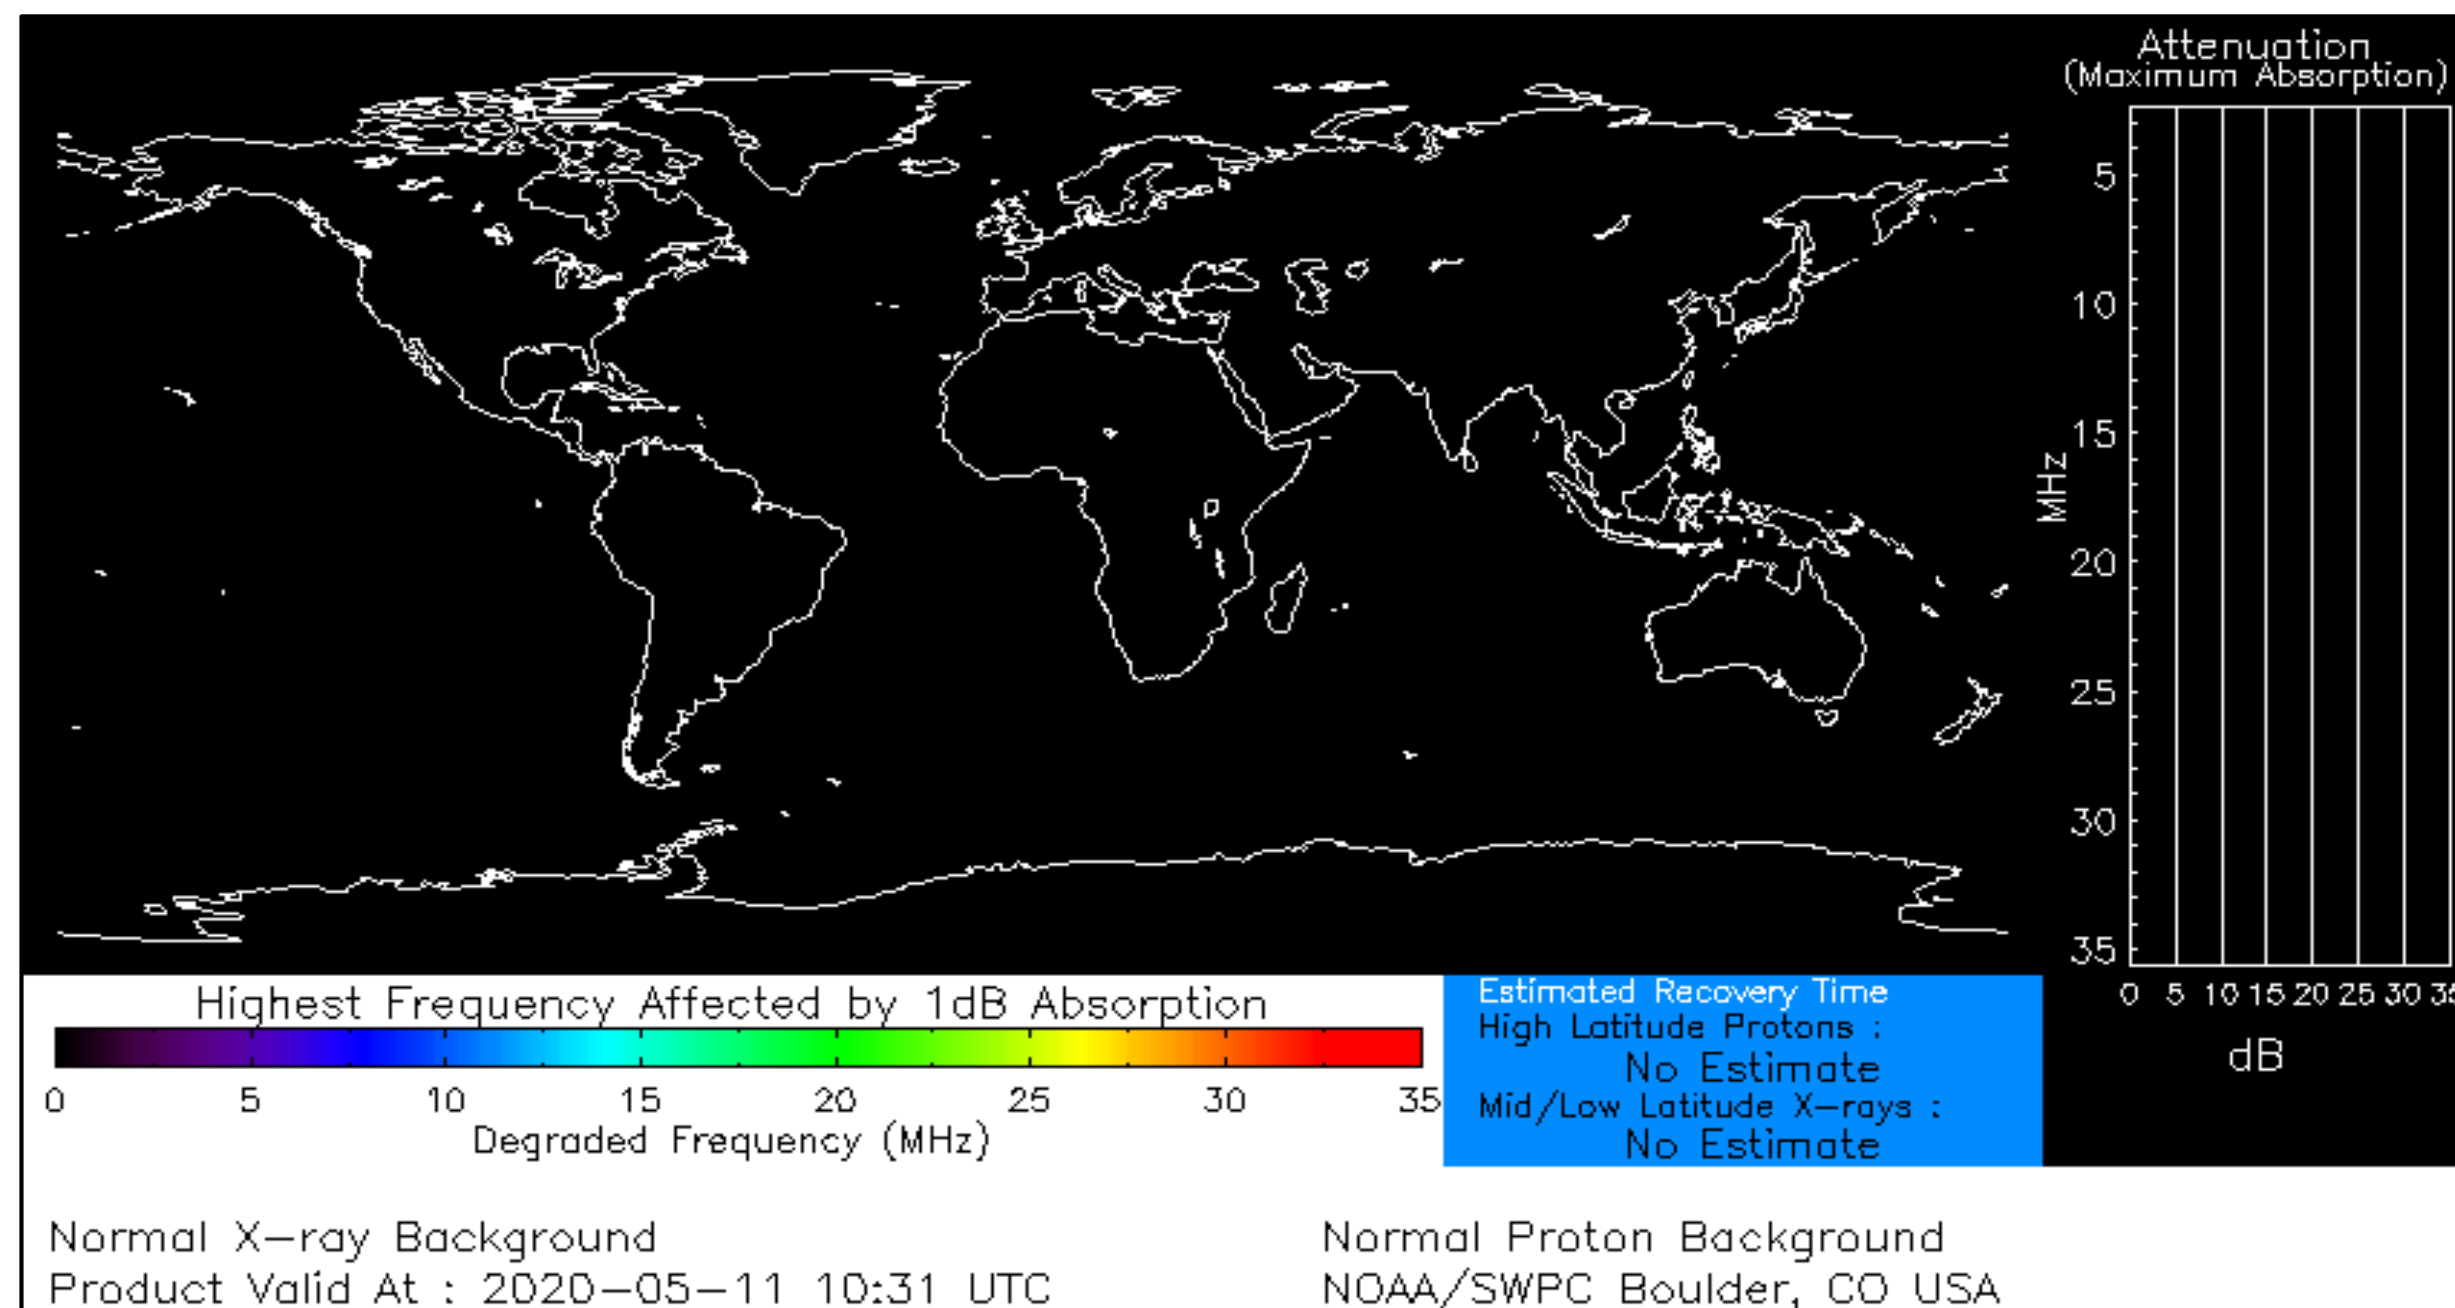 Attenuation
(Maximum Absorption)
5
10
15
20
25
30
35
MHz
0 5 10 15 20 25 30
dB
Highest Frequency Affected by 1dB Absorption
0 5 10 15 20 25 30 35
Degraded Frequency (MHz)
Estimated Recovery Time
High Latitude Protons :
No Estimate
Mid/Low Latitude X-rays :
No Estimate
Normal X-ray Background
Normal Proton Background
Product Valid At : 2020-05-11 10:31 UTC
NOAA/SWPC Boulder, CO USA